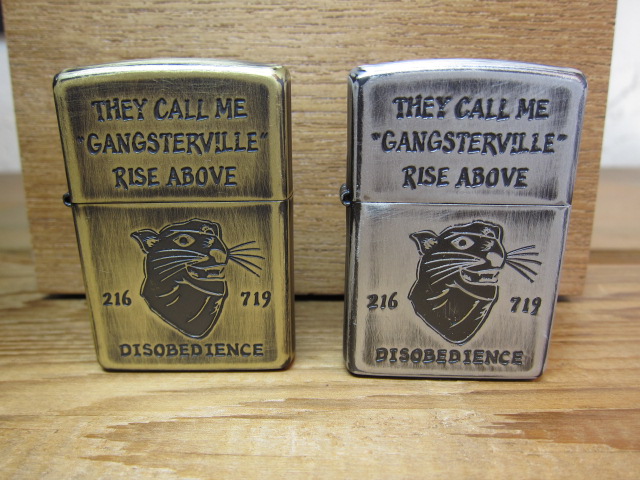 THEY CALL ME
"GANGSTERVILLE"
RISE ABOVE
216 719
DISOBEDIENCE
THEY CALL ME
"GANGSTERVILLE"
RISE ABOVE
216 719
DISOBEDIENCE